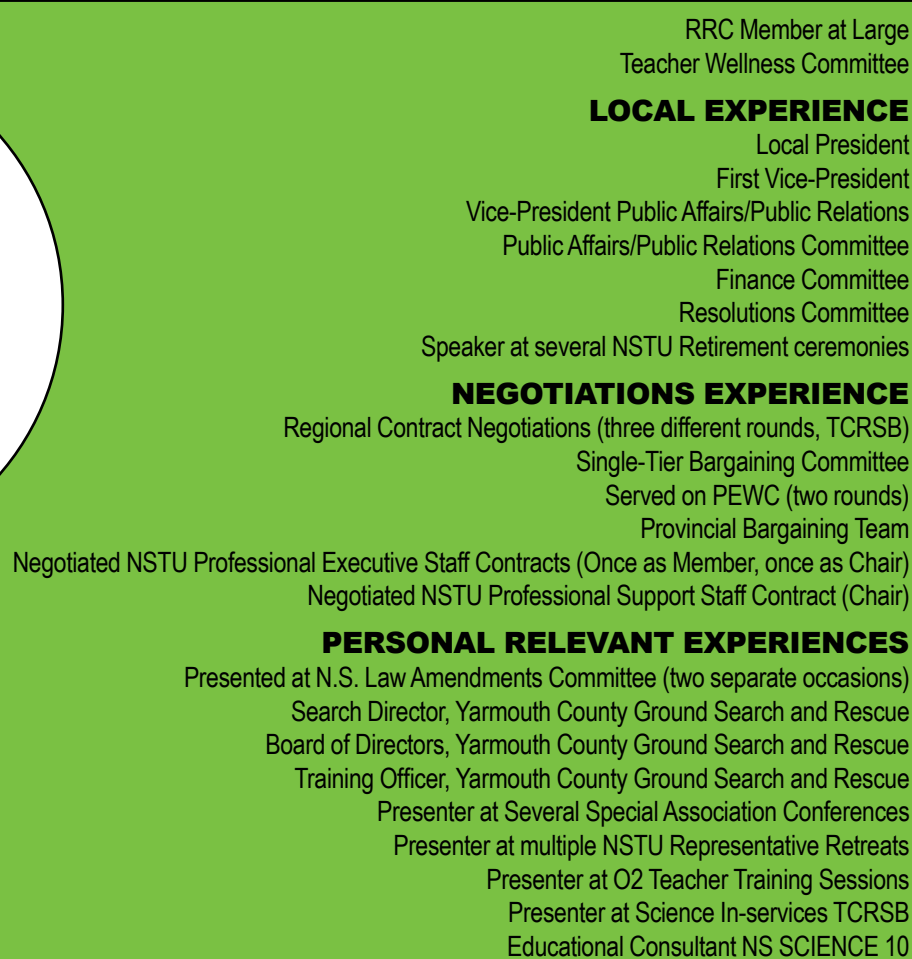 RRC Member at Large
Teacher Wellness Committee
LOCAL EXPERIENCE
Local President
First Vice-President
Vice-President Public Affairs/Public Relations
Public Affairs/Public Relations Committee
Finance Committee
Resolutions Committee
Speaker at several NSTU Retirement ceremonies
NEGOTIATIONS EXPERIENCE
Regional Contract Negotiations (three different rounds, TCRSB)
Single-Tier Bargaining Committee
Served on PEWC (two rounds)
Provincial Bargaining Team
Negotiated NSTU Professional Executive Staff Contracts (Once as Member, once as Chair)
Negotiated NSTU Professional Support Staff Contract (Chair)
PERSONAL RELEVANT EXPERIENCES
Presented at N.S. Law Amendments Committee (two separate occasions)
Search Director, Yarmouth County Ground Search and Rescue
Board of Directors, Yarmouth County Ground Search and Rescue
Training Officer, Yarmouth County Ground Search and Rescue
Presenter at Several Special Association Conferences
Presenter at multiple NSTU Representative Retreats
Presenter at O2 Teacher Training Sessions
Presenter at Science In-services TCRSB
Educational Consultant NS SCIENCE 10